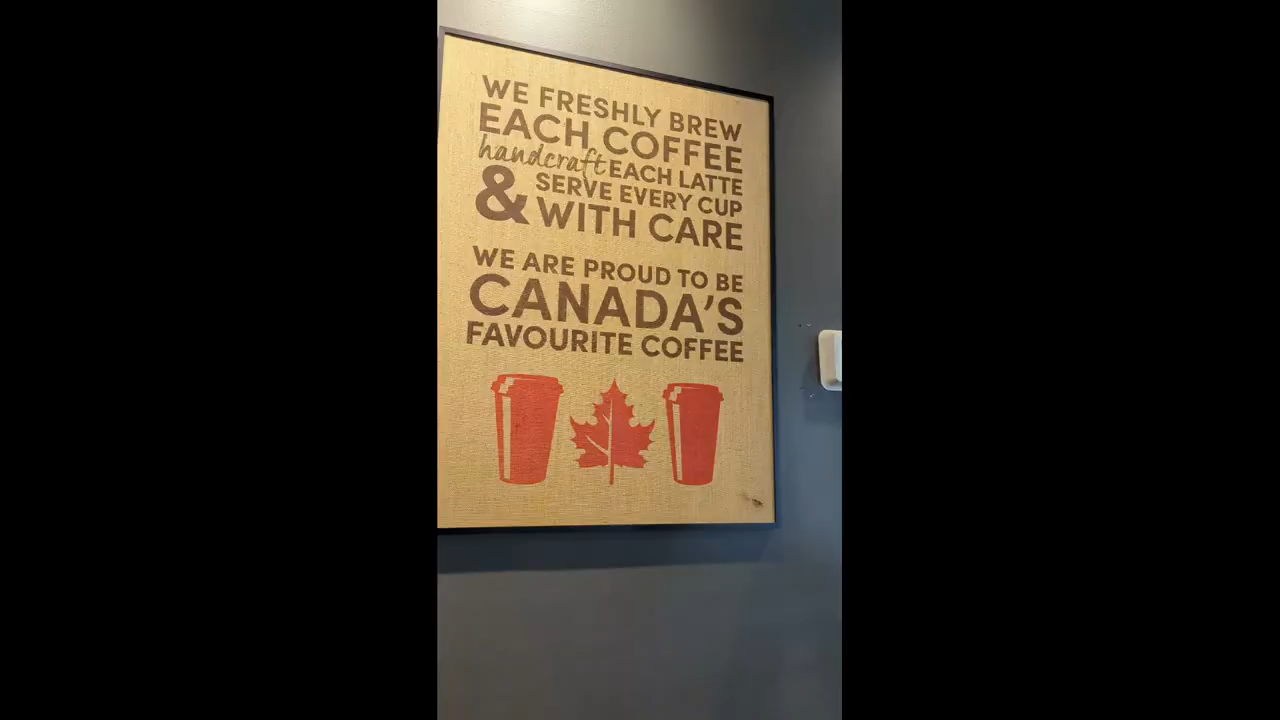 WE FRESHLY BREW
EACH COFFEE
handcraft EACH LATTE
& SERVE EVERY CUP
WITH CARE
WE ARE PROUD TO BE
CANADA'S
FAVOURITE COFFEE